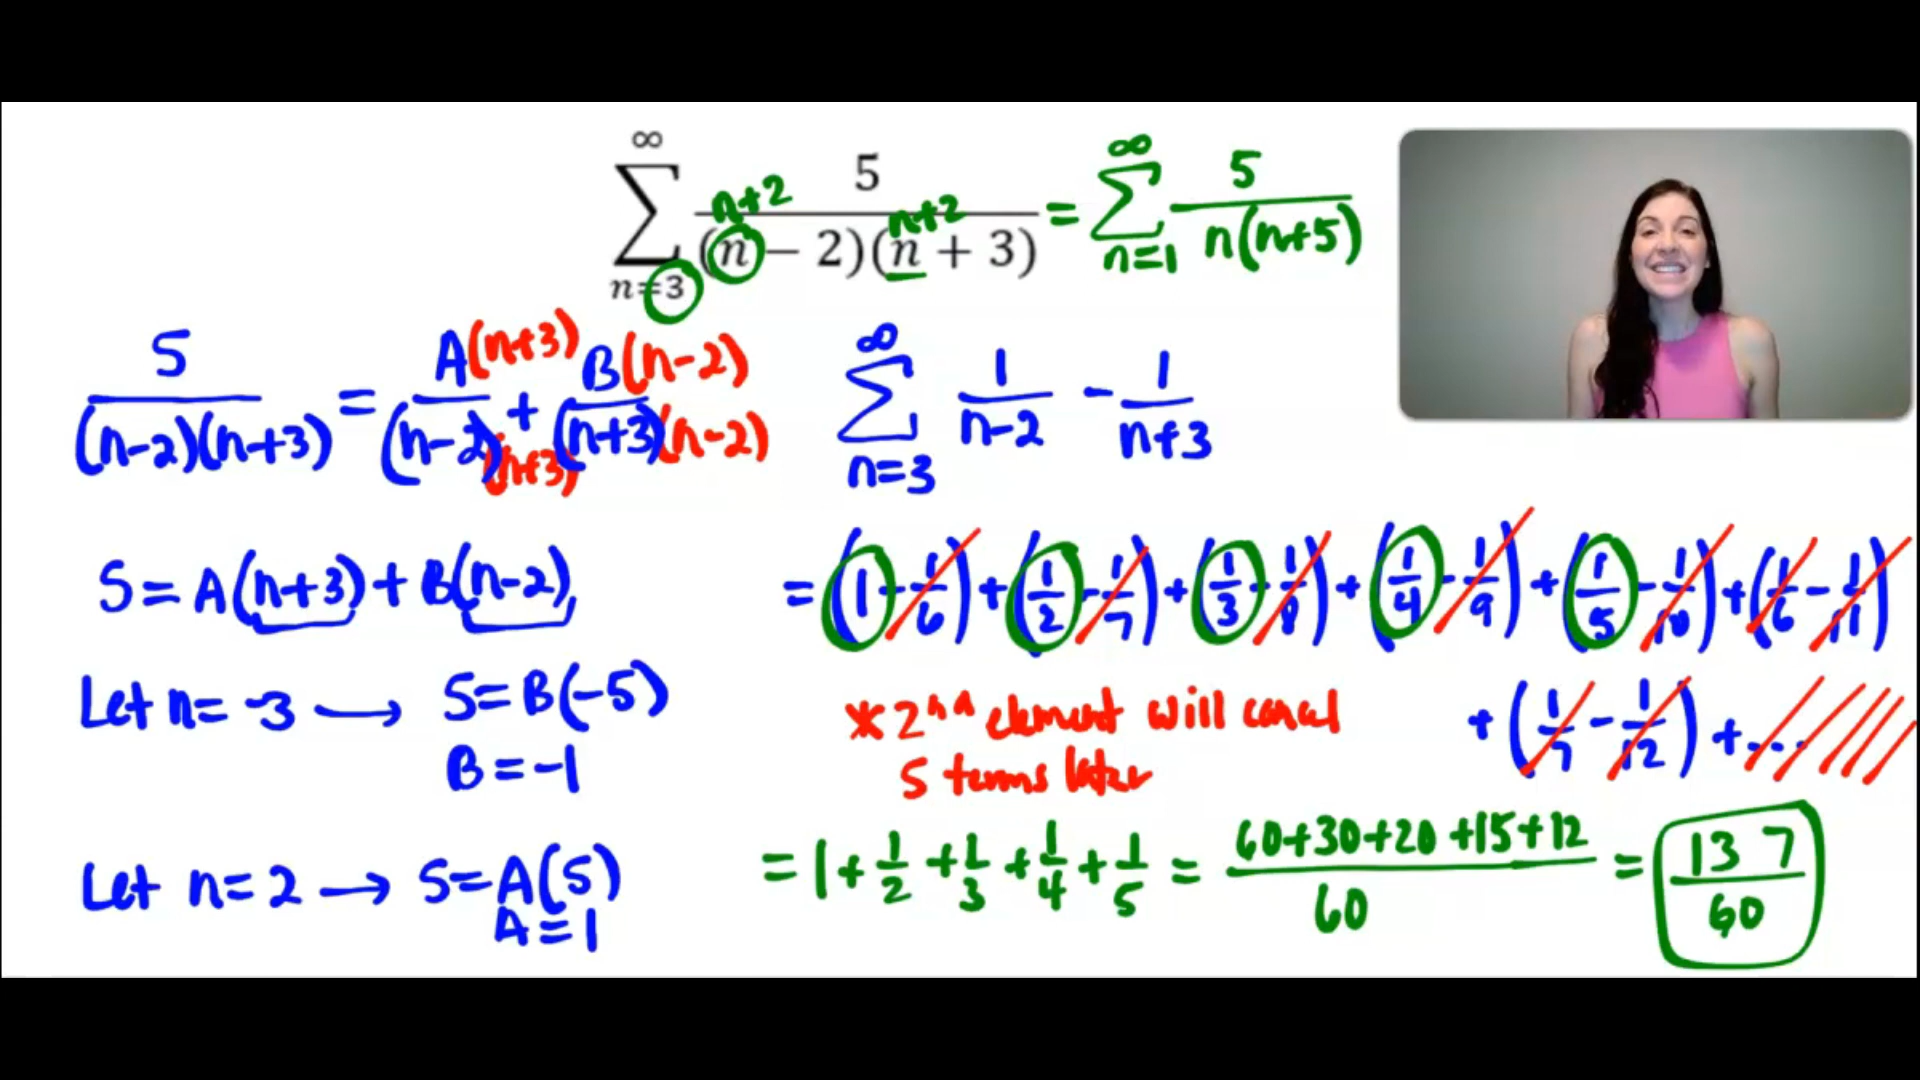 ∞ ∑ n=3 5 / (n − 2)(n + 3) n+2 n+2 = ∞ ∑ n=1 5 / n(n+5)
5 / (n-2)(n+3) = A(n+3) / (n-2)(n+3) + B(n-2) / (n+3)(n-2)
∞ ∑ n=3 1/n-2 - 1/n+3
5 = A(n+3) + B(n-2)
= (1 - 1/6) + (1/2 - 1/7) + (1/3 - 1/8) + (1/4 - 1/9) + (1/5 - 1/10) + (1/6 - 1/11)
+ (1/7 - 1/12) + ...
Let n = -3 → 5 = B(-5)
B = -1
* 2nd element will cancel
5 terms later
Let n = 2 → 5 = A(5)
A = 1
= 1 + 1/2 + 1/3 + 1/4 + 1/5 = 60+30+20+15+12 / 60 = 137 / 60